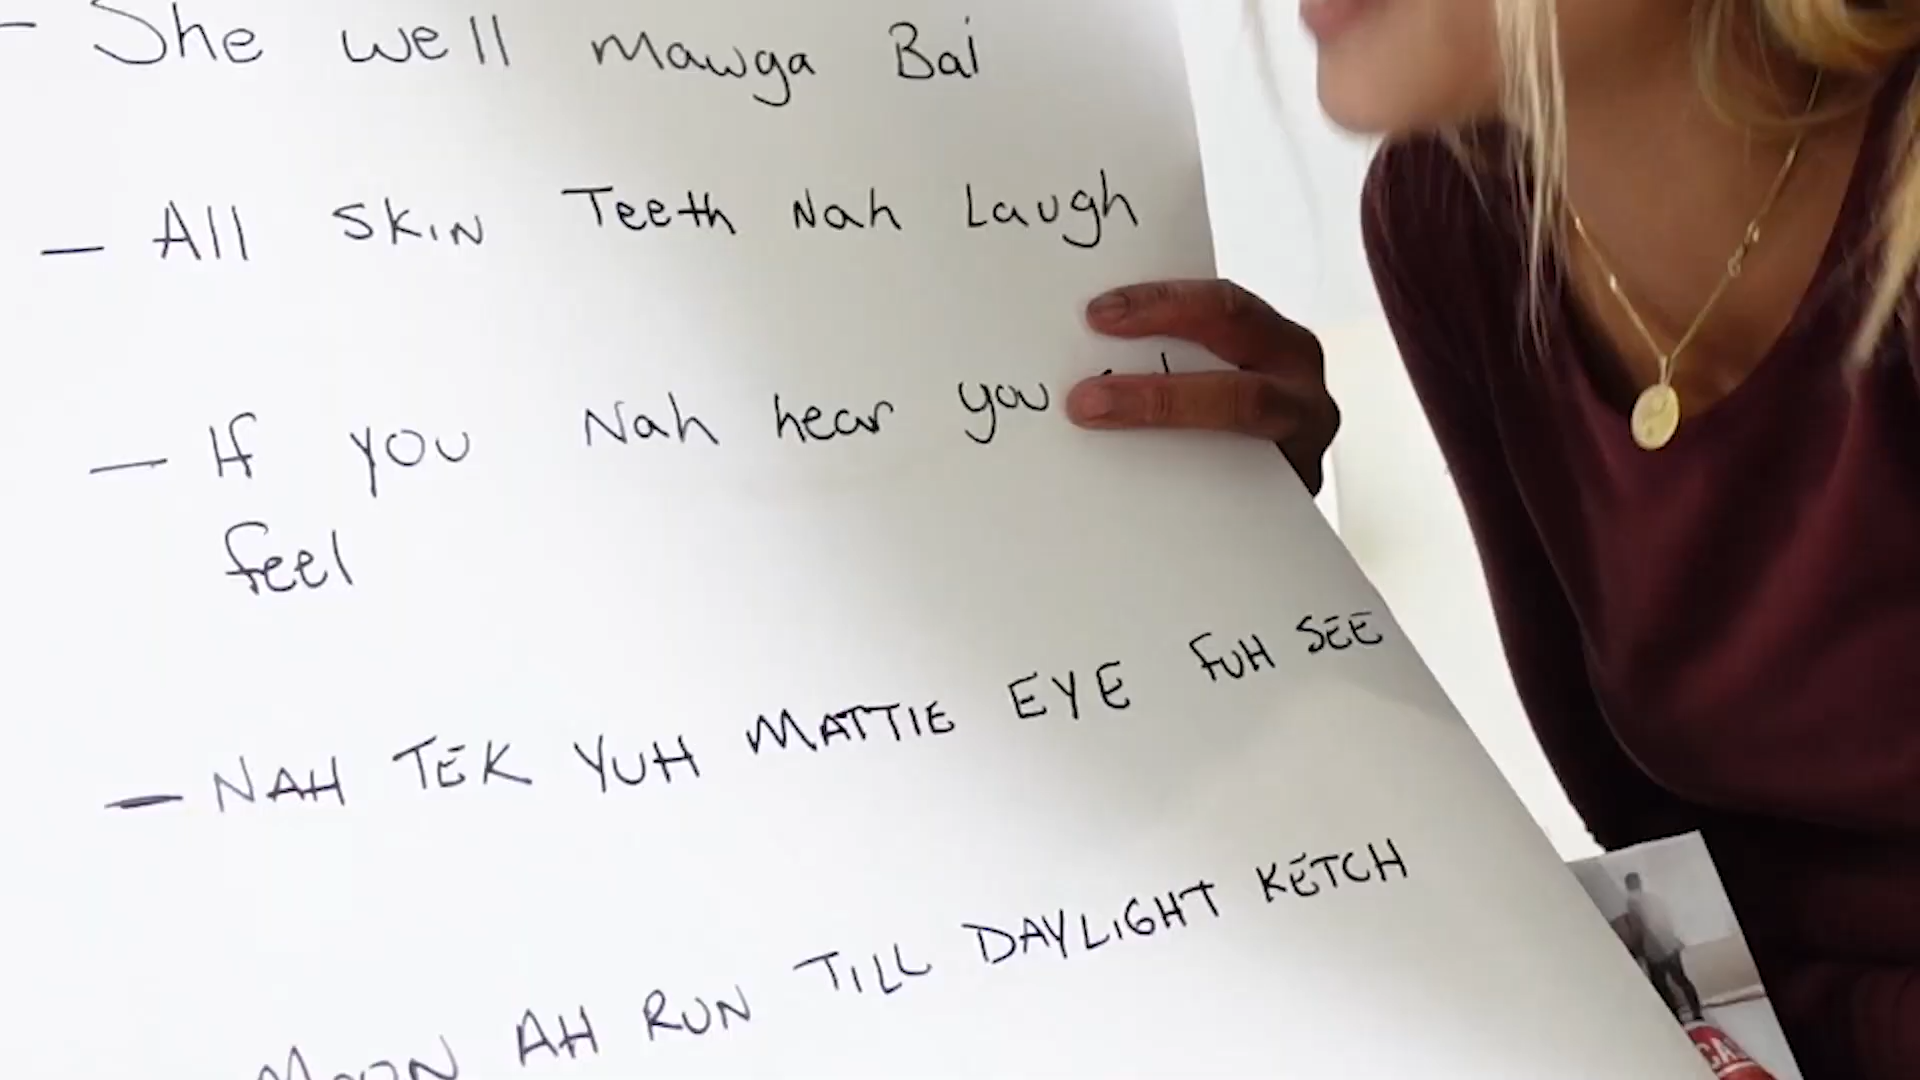 - She well mawga Bai
- All SKIN Teeth Nah Laugh
- If you Nah hear you
feel
- NAH TEK YUH MATTIE EYE FUH SEE
MOON AH RUN TILL DAYLIGHT KETCH